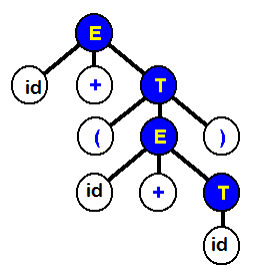 E
id + T
( E )
id + T
id